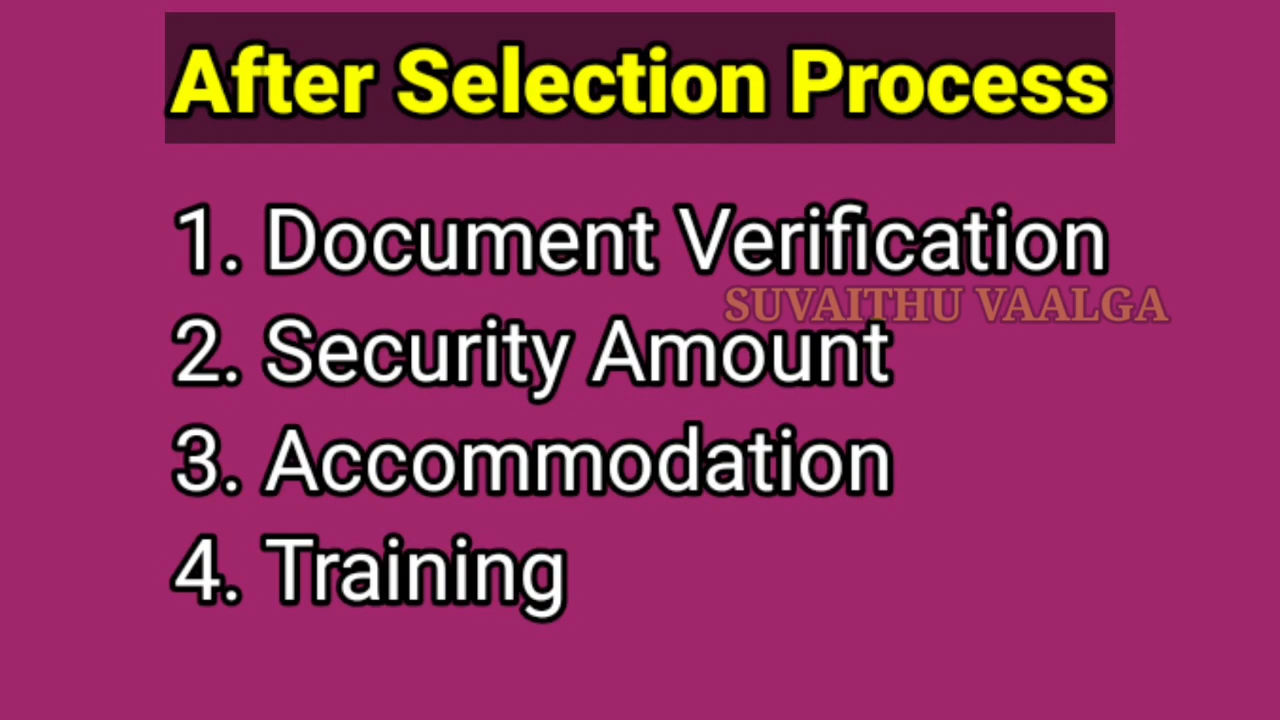 After Selection Process
1. Document Verification
SUVAITHU VAALGA
2. Security Amount
3. Accommodation
4. Training